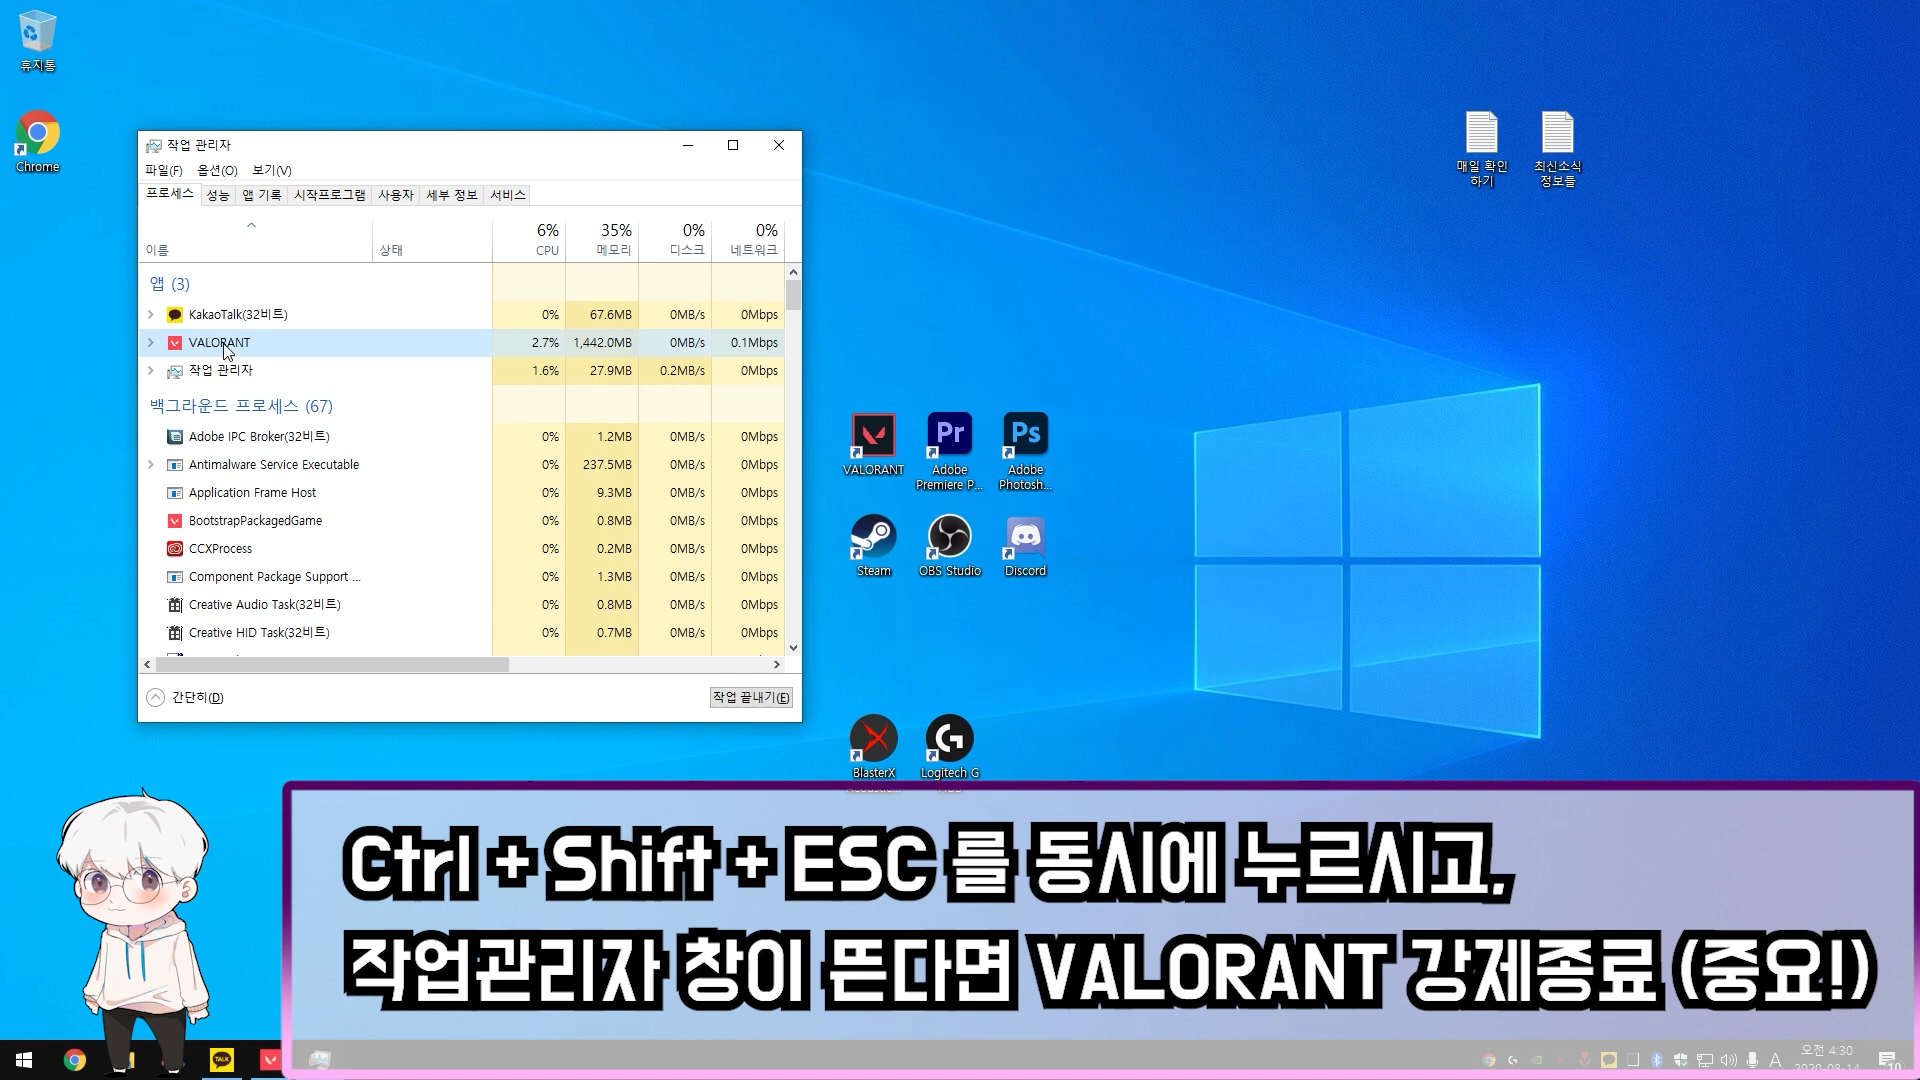 휴지통
Chrome
작업 관리자
파일(F) 옵션(O) 보기(V)
프로세스 성능 앱 기록 시작프로그램 사용자 세부 정보 서비스
6% 35% 0% 0%
이름 상태 CPU 메모리 디스크 네트워크
앱 (3)
KakaoTalk(32비트) 0% 67.6MB 0MB/s 0Mbps
VALORANT 2.7% 1,442.0MB 0MB/s 0.1Mbps
작업 관리자 1.6% 27.9MB 0.2MB/s 0Mbps
백그라운드 프로세스 (67)
Adobe IPC Broker(32비트) 0% 1.2MB 0MB/s 0Mbps
Antimalware Service Executable 0% 237.5MB 0MB/s 0Mbps
Application Frame Host 0% 9.3MB 0MB/s 0Mbps
BootstrapPackagedGame 0% 0.8MB 0MB/s 0Mbps
CCXProcess 0% 0.2MB 0MB/s 0Mbps
Component Package Support ... 0% 1.3MB 0MB/s 0Mbps
Creative Audio Task(32비트) 0% 0.8MB 0MB/s 0Mbps
Creative HID Task(32비트) 0% 0.7MB 0MB/s 0Mbps
간단히(D) 작업 끝내기(E)
매일 확인
하기
최신소식
정보들
VALORANT
Pr
Adobe
Premiere P...
Ps
Adobe
Photosh...
Steam
OBS Studio
Discord
BlasterX
Logitech G
Ctrl + Shift + ESC 를 동시에 누르시고,
작업관리자 창이 뜬다면 VALORANT 강제종료 (중요!)
TALK
A
오전 4:30
2020-08-14
10